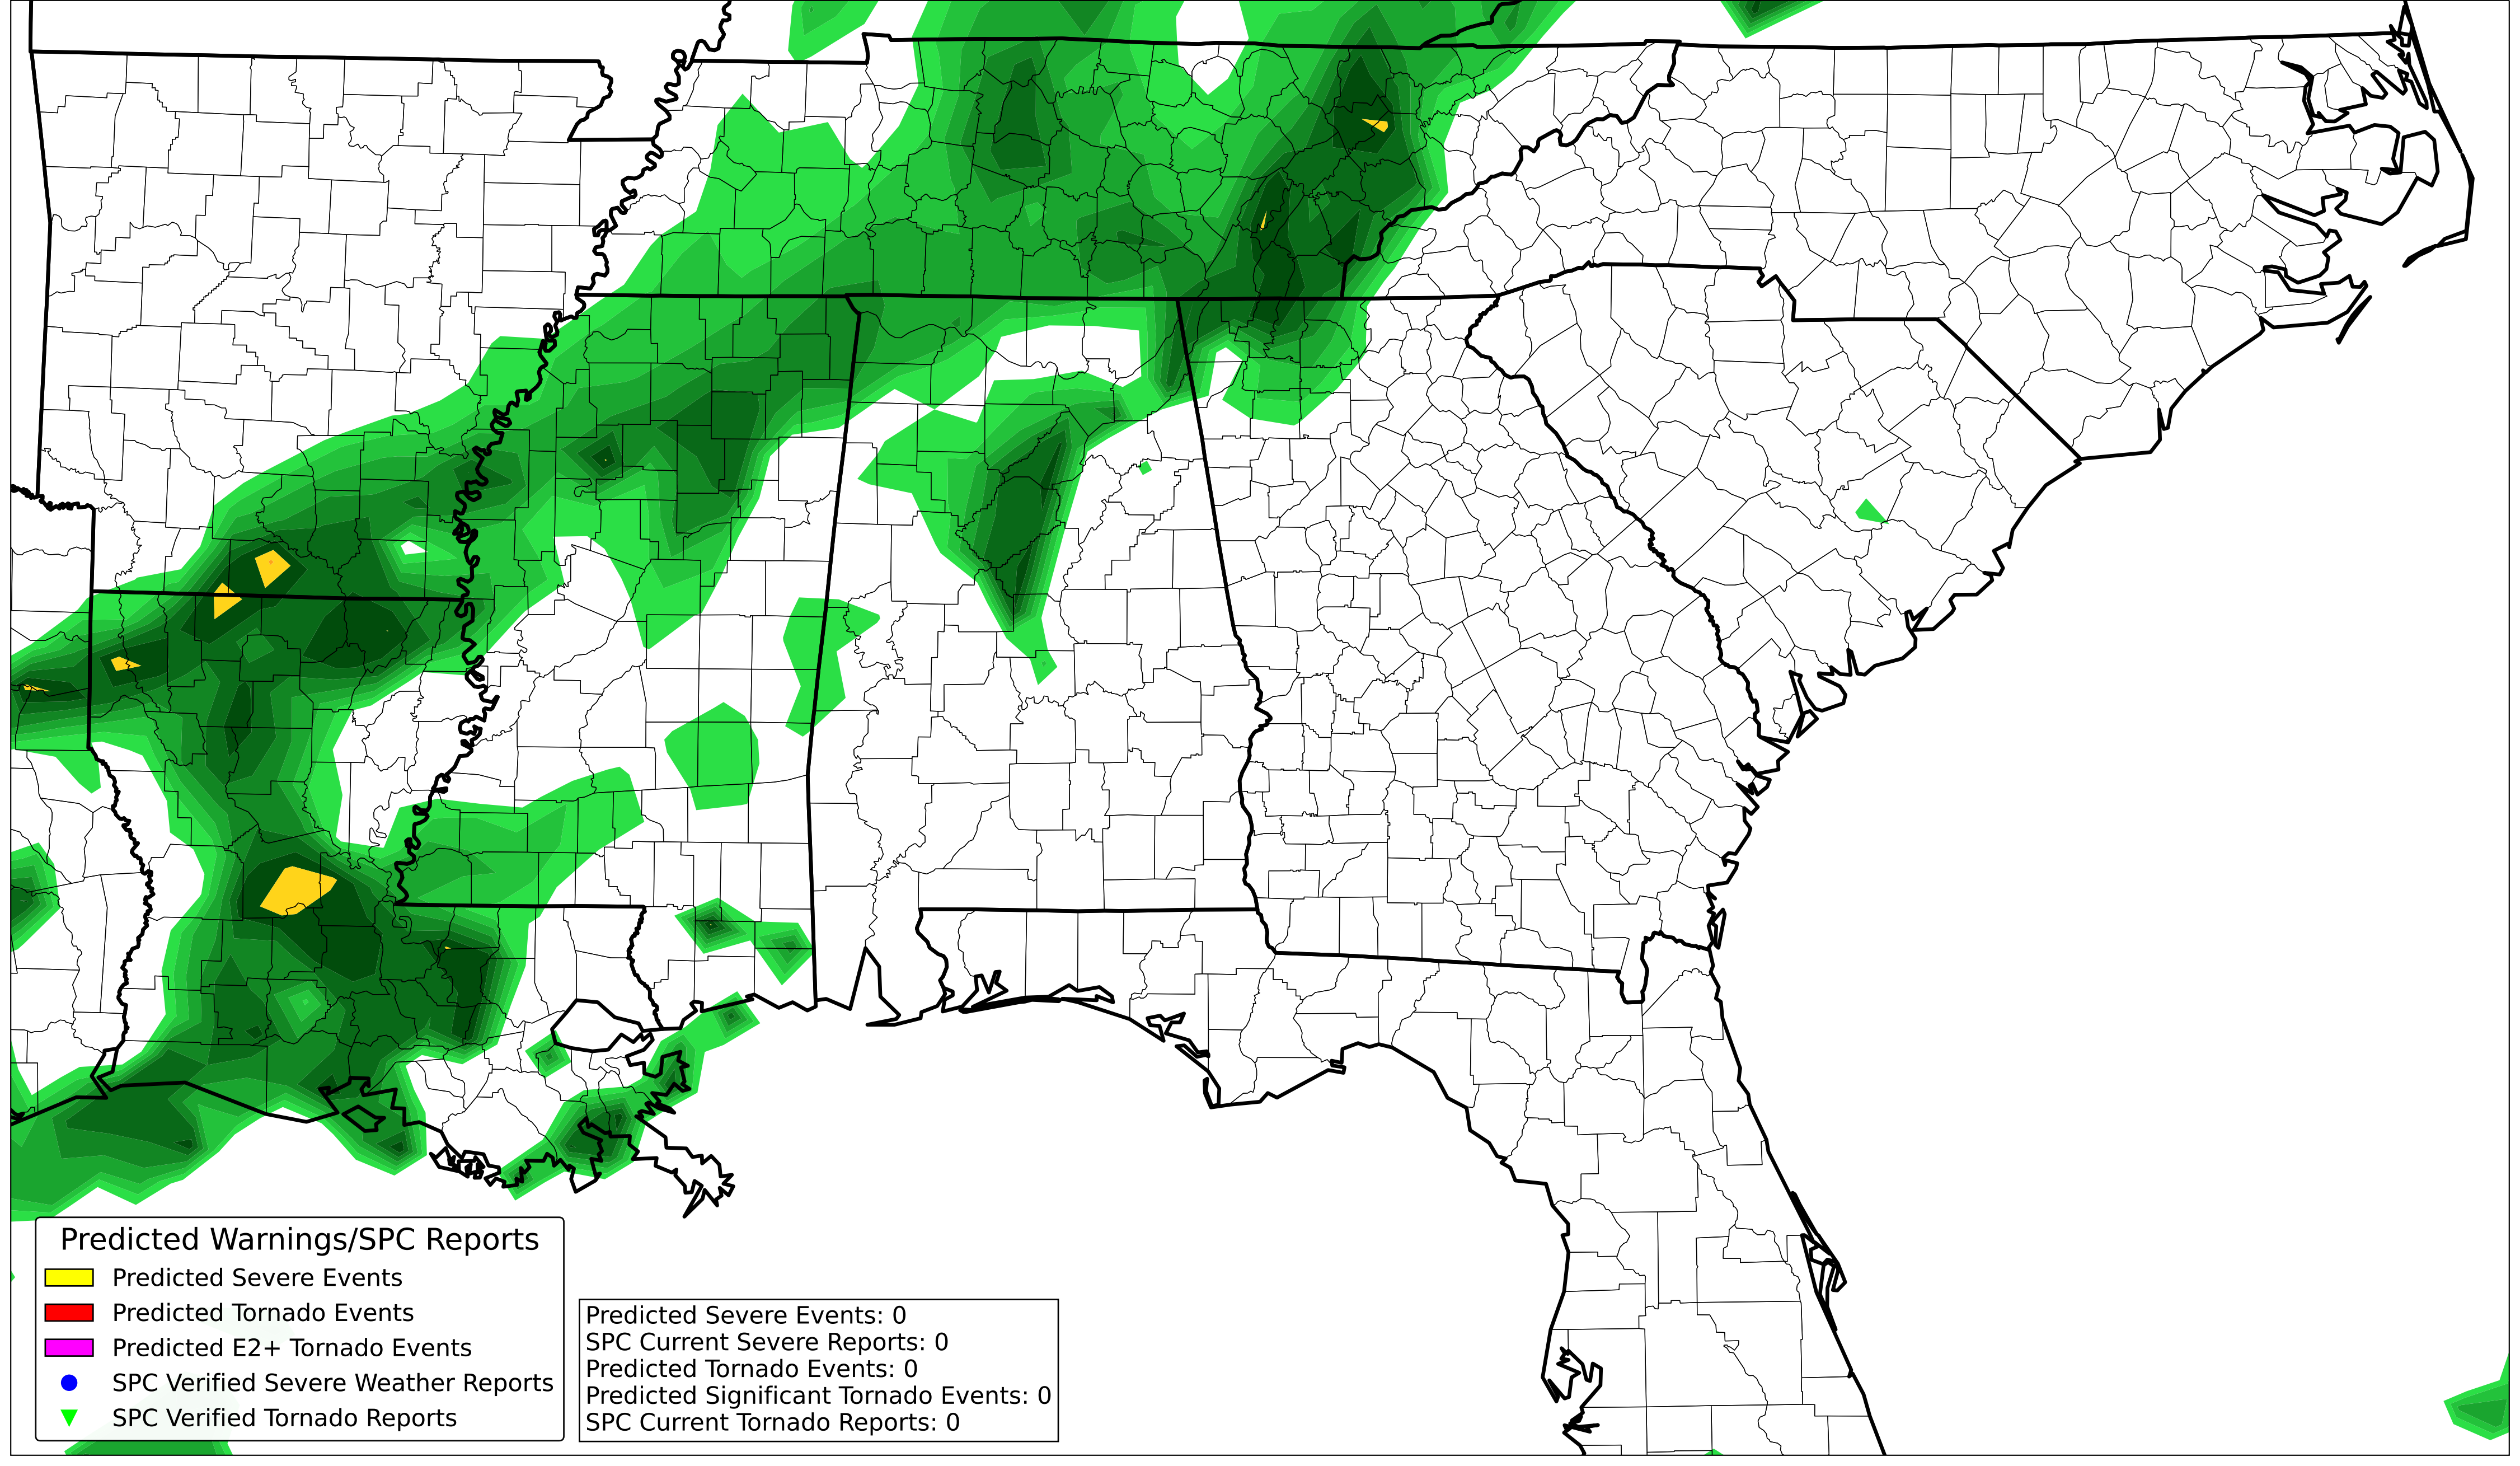 Predicted Warnings/SPC Reports
Predicted Severe Events
Predicted Tornado Events
Predicted E2+ Tornado Events
SPC Verified Severe Weather Reports
SPC Verified Tornado Reports
Predicted Severe Events: 0
SPC Current Severe Reports: 0
Predicted Tornado Events: 0
Predicted Significant Tornado Events: 0
SPC Current Tornado Reports: 0